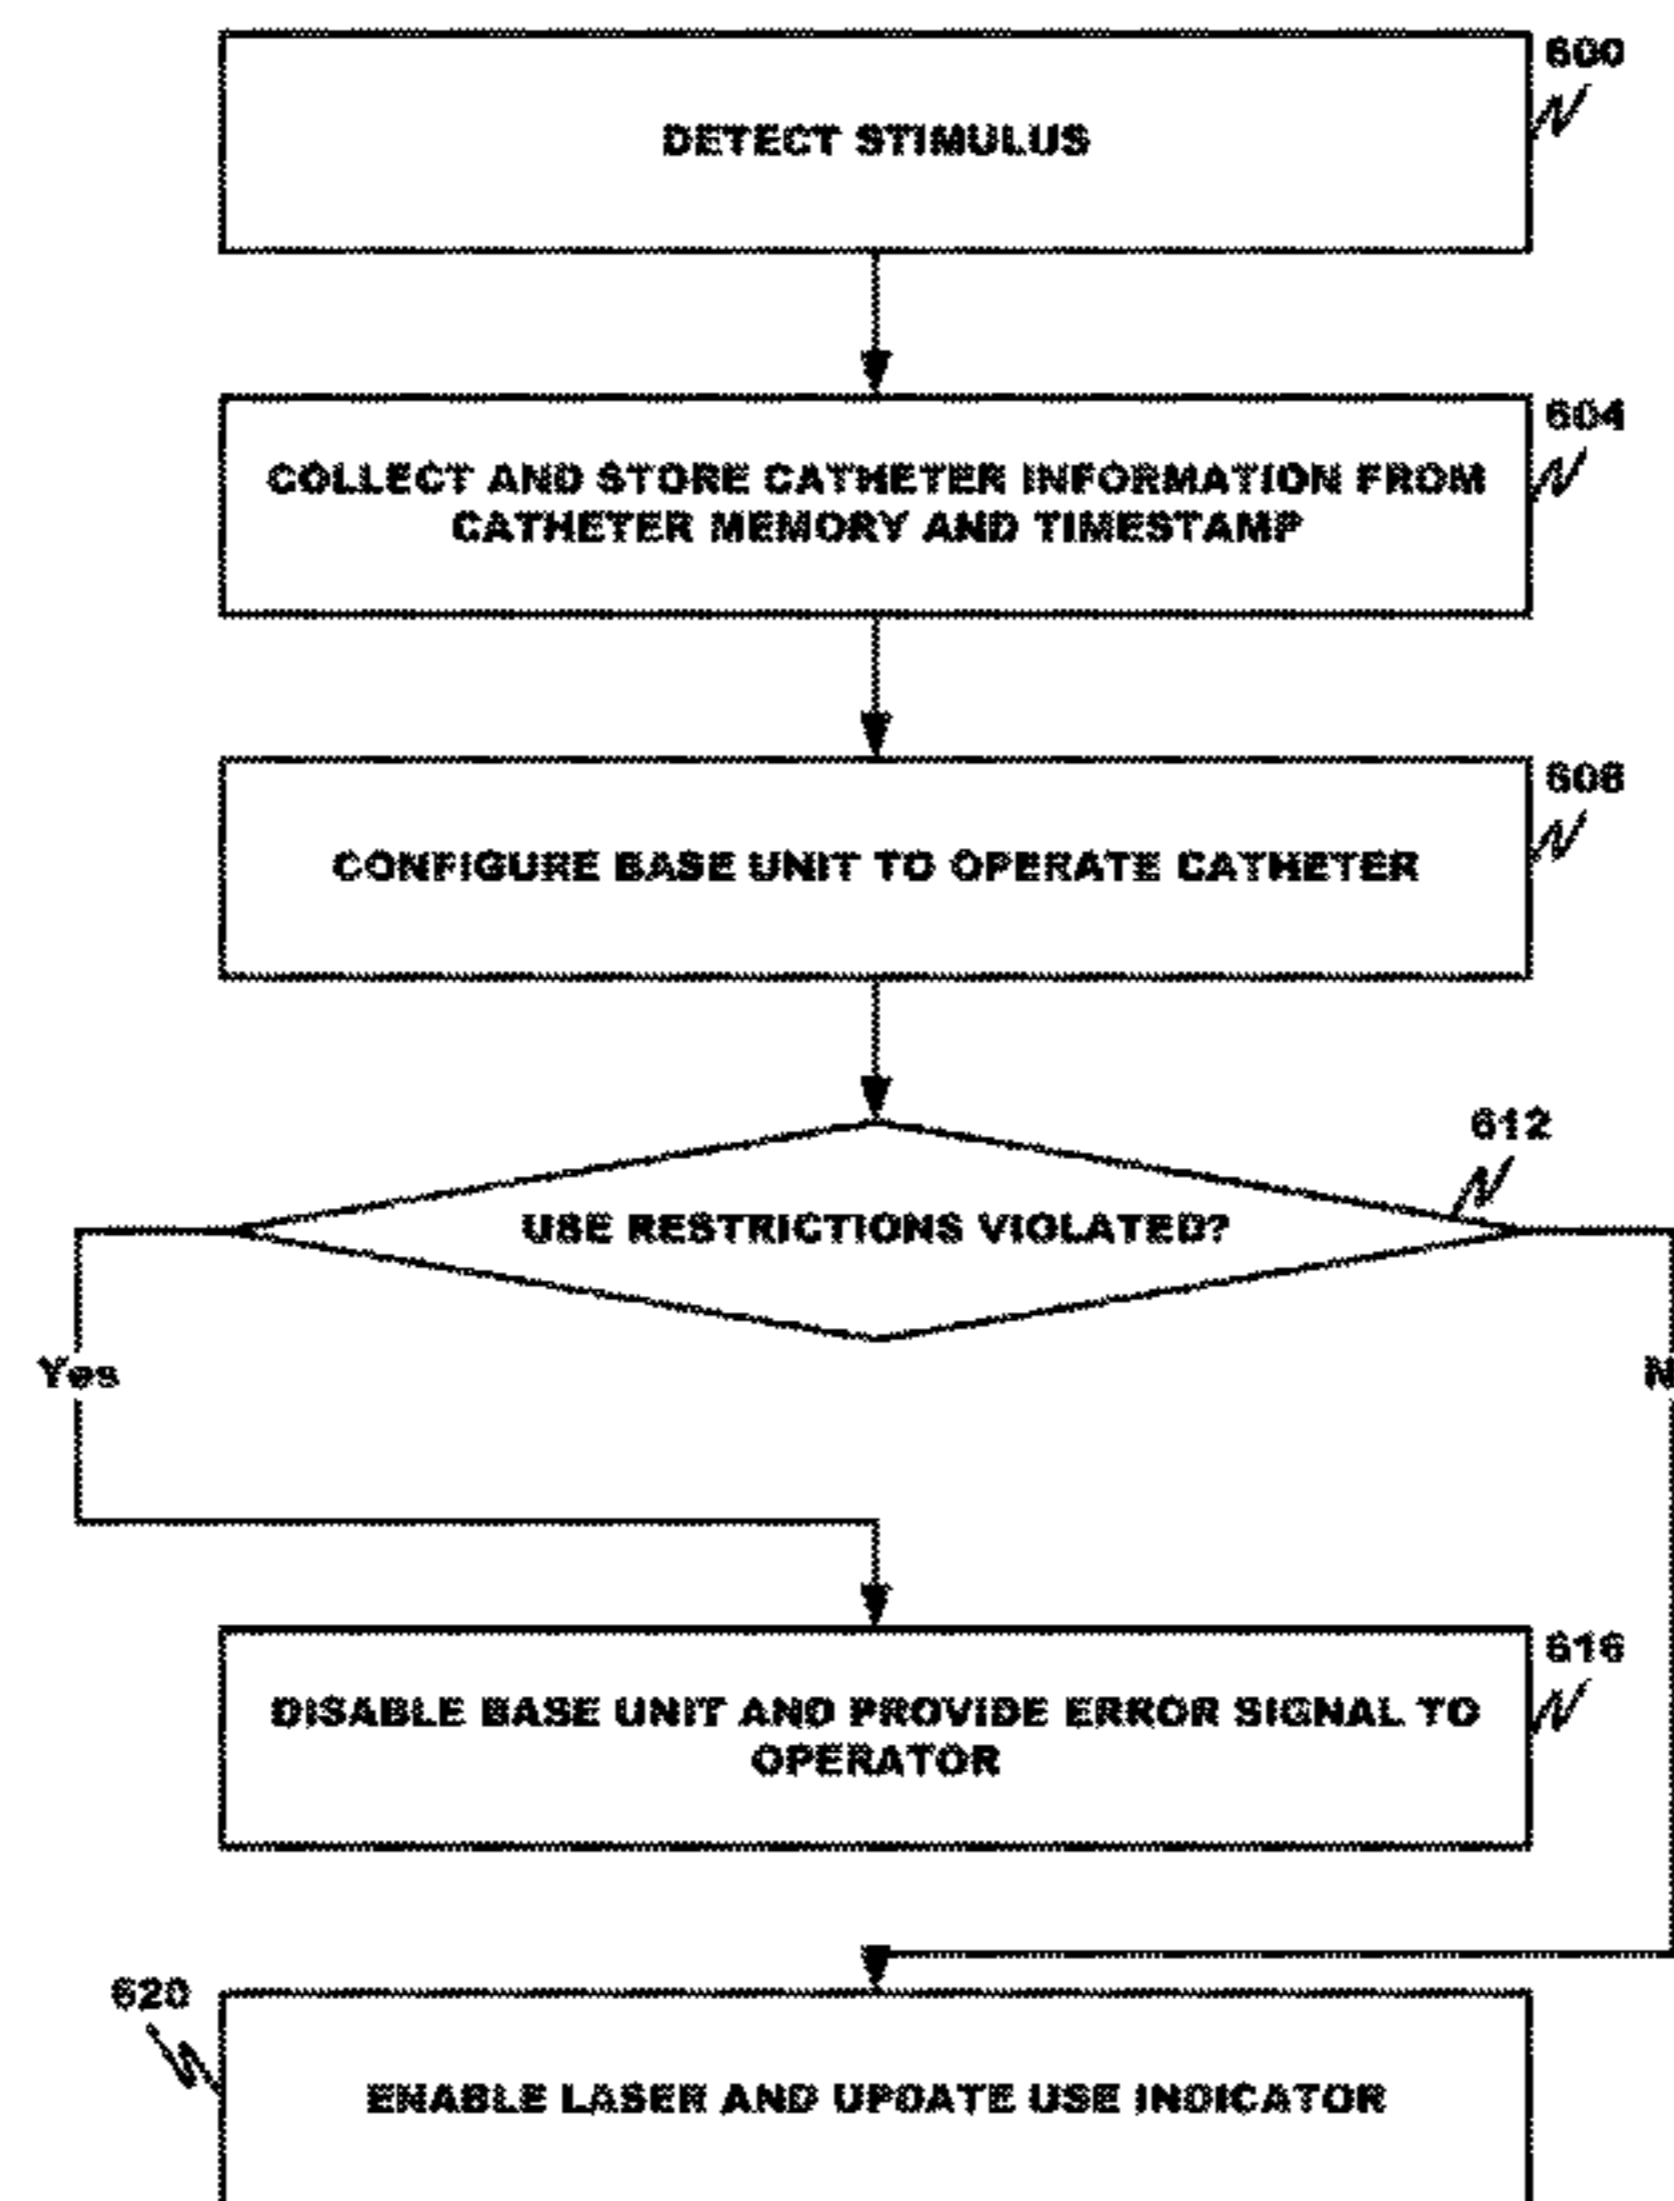 600
DETECT STIMULUS
604
COLLECT AND STORE CATHETER INFORMATION FROM
CATHETER MEMORY AND TIMESTAMP
608
CONFIGURE BASE UNIT TO OPERATE CATHETER
612
USE RESTRICTIONS VIOLATED?
Yes
616
DISABLE BASE UNIT AND PROVIDE ERROR SIGNAL TO
OPERATOR
620
ENABLE LASER AND UPDATE USE INDICATOR